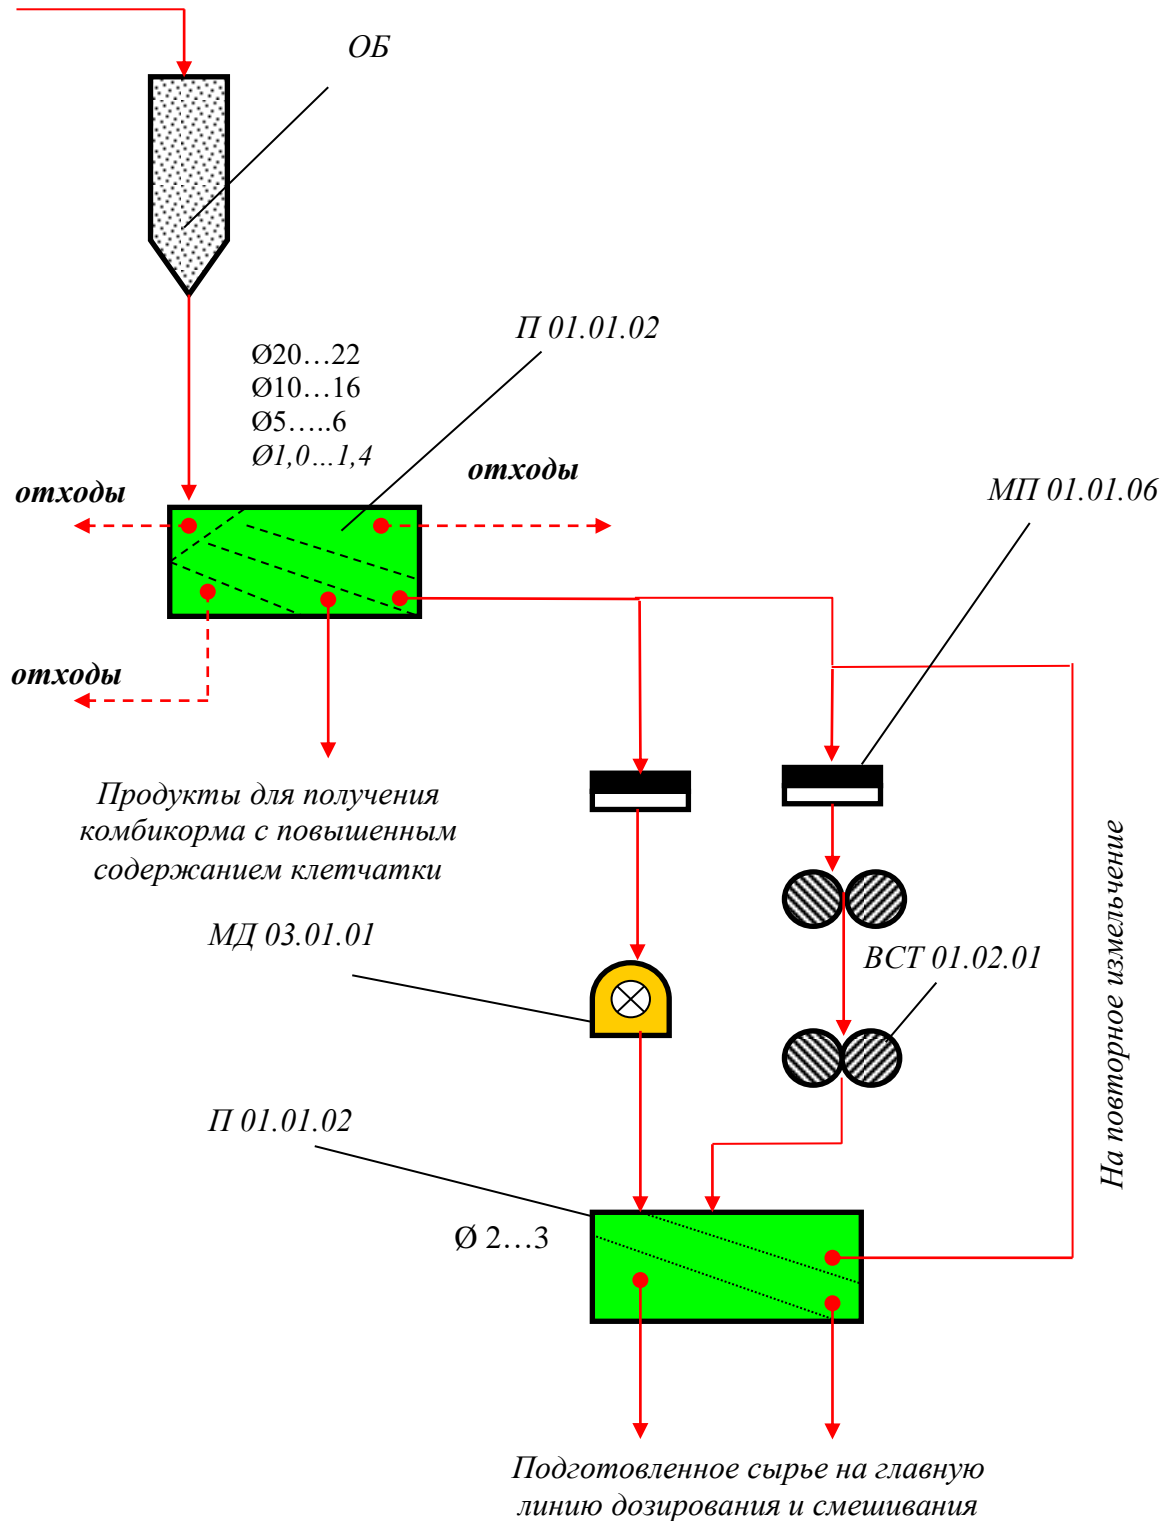 ОБ
П 01.01.02
Ø20…22
Ø10…16
Ø5…..6
Ø1,0…1,4
отходы
отходы
МП 01.01.06
отходы
Продукты для получения
комбикорма с повышенным
содержанием клетчатки
На повторное измельчение
МД 03.01.01
ВСТ 01.02.01
П 01.01.02
Ø 2…3
Подготовленное сырье на главную
линию дозирования и смешивания